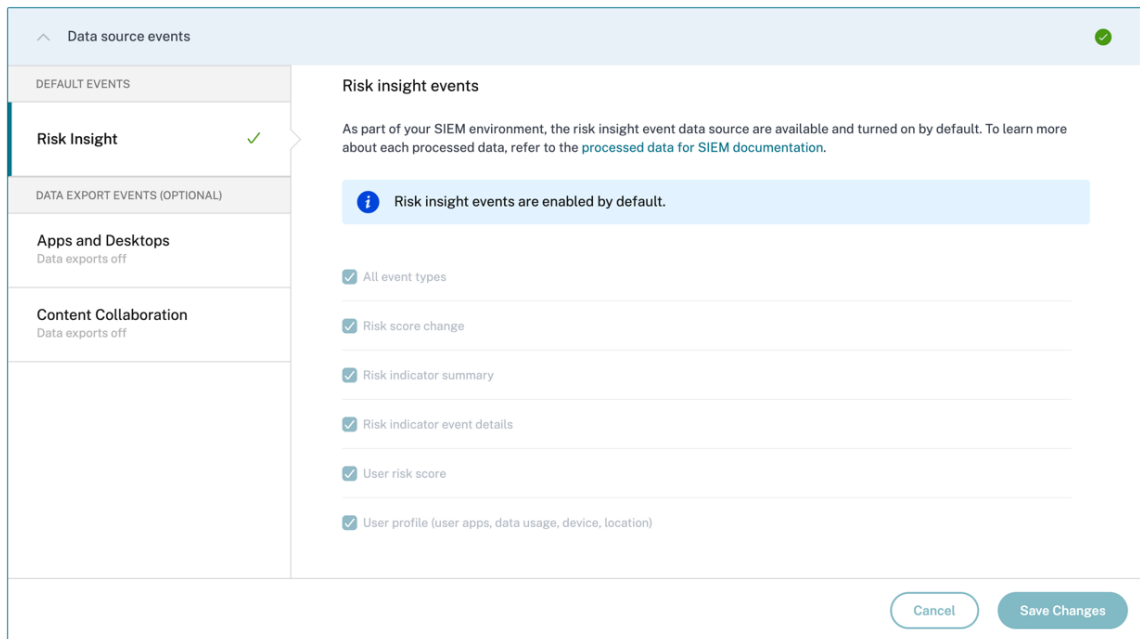 Data source events
DEFAULT EVENTS
Risk Insight
DATA EXPORT EVENTS (OPTIONAL)
Apps and Desktops
Data exports off
Content Collaboration
Data exports off
Risk insight events
As part of your SIEM environment, the risk insight event data source are available and turned on by default. To learn more
about each processed data, refer to the processed data for SIEM documentation.
Risk insight events are enabled by default.
All event types
Risk score change
Risk indicator summary
Risk indicator event details
User risk score
User profile (user apps, data usage, device, location)
Cancel
Save Changes